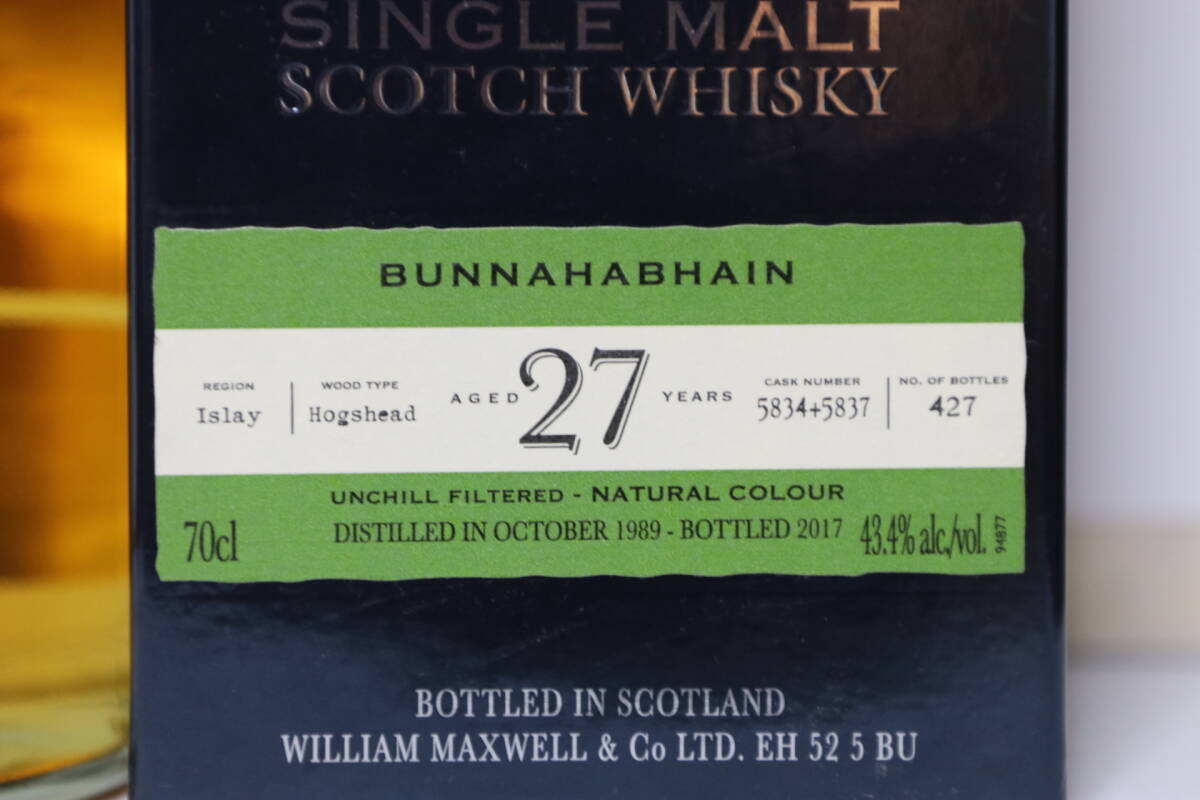 SINGLE MALT
SCOTCH WHISKY
BUNNAHABHAIN
REGION
Islay
WOOD TYPE
Hogshead
AGED 27 YEARS
CASK NUMBER
5834+5837
NO. OF BOTTLES
427
UNCHILL FILTERED - NATURAL COLOUR
70cl
DISTILLED IN OCTOBER 1989 - BOTTLED 2017
43.4% alc./vol.
94877
BOTTLED IN SCOTLAND
WILLIAM MAXWELL & Co LTD. EH 52 5 BU